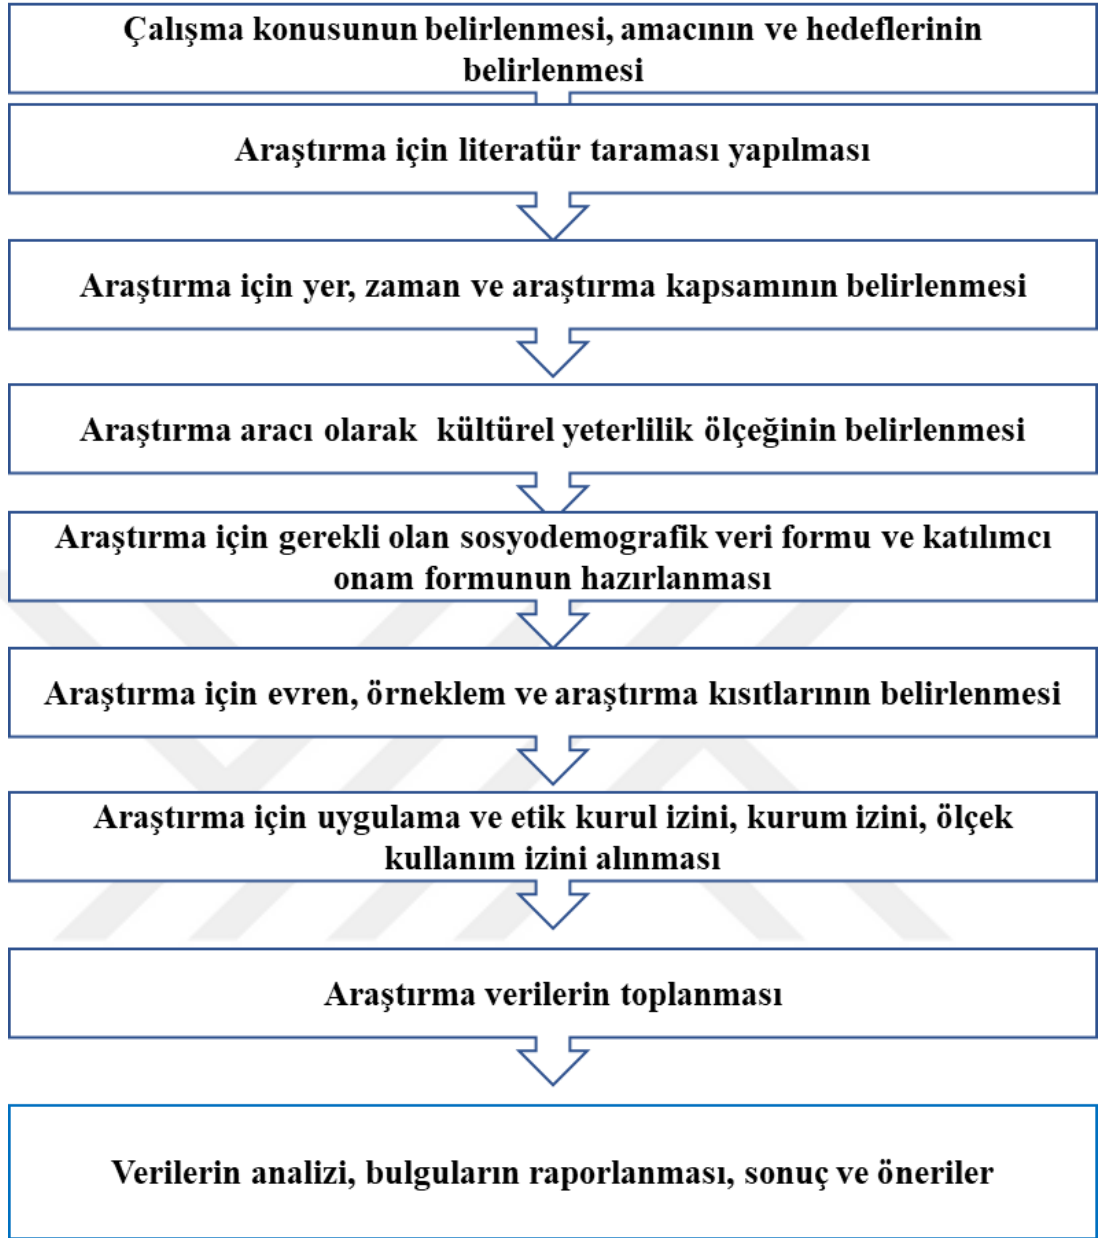 Çalışma konusunun belirlenmesi, amacının ve hedeflerinin
belirlenmesi
Araştırma için literatür taraması yapılması
Araştırma için yer, zaman ve araştırma kapsamının belirlenmesi
Araştırma aracı olarak kültürel yeterlilik ölçeğinin belirlenmesi
Araştırma için gerekli olan sosyodemografik veri formu ve katılımcı
onam formunun hazırlanması
Araştırma için evren, örneklem ve araştırma kısıtlarının belirlenmesi
Araştırma için uygulama ve etik kurul izini, kurum izini, ölçek
kullanım izini alınması
Araştırma verilerin toplanması
Verilerin analizi, bulguların raporlanması, sonuç ve öneriler